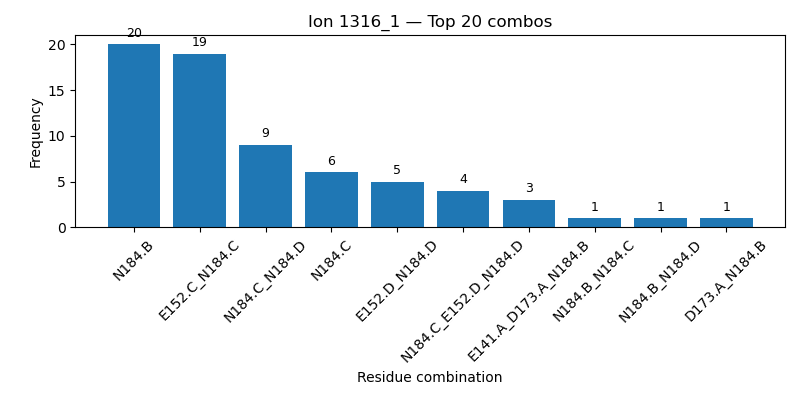 Ion 1316_1 — Top 20 combos
Frequency
20
15
10
5
0
20
19
9
6
5
4
3
1
1
1
N184.B
E152.C_N184.C
N184.C_N184.D
N184.C
E152.D_N184.D
N184.C_E152.D_N184.D
E141.A_D173.A_N184.B
N184.B_N184.C
N184.B_N184.D
D173.A_N184.B
Residue combination